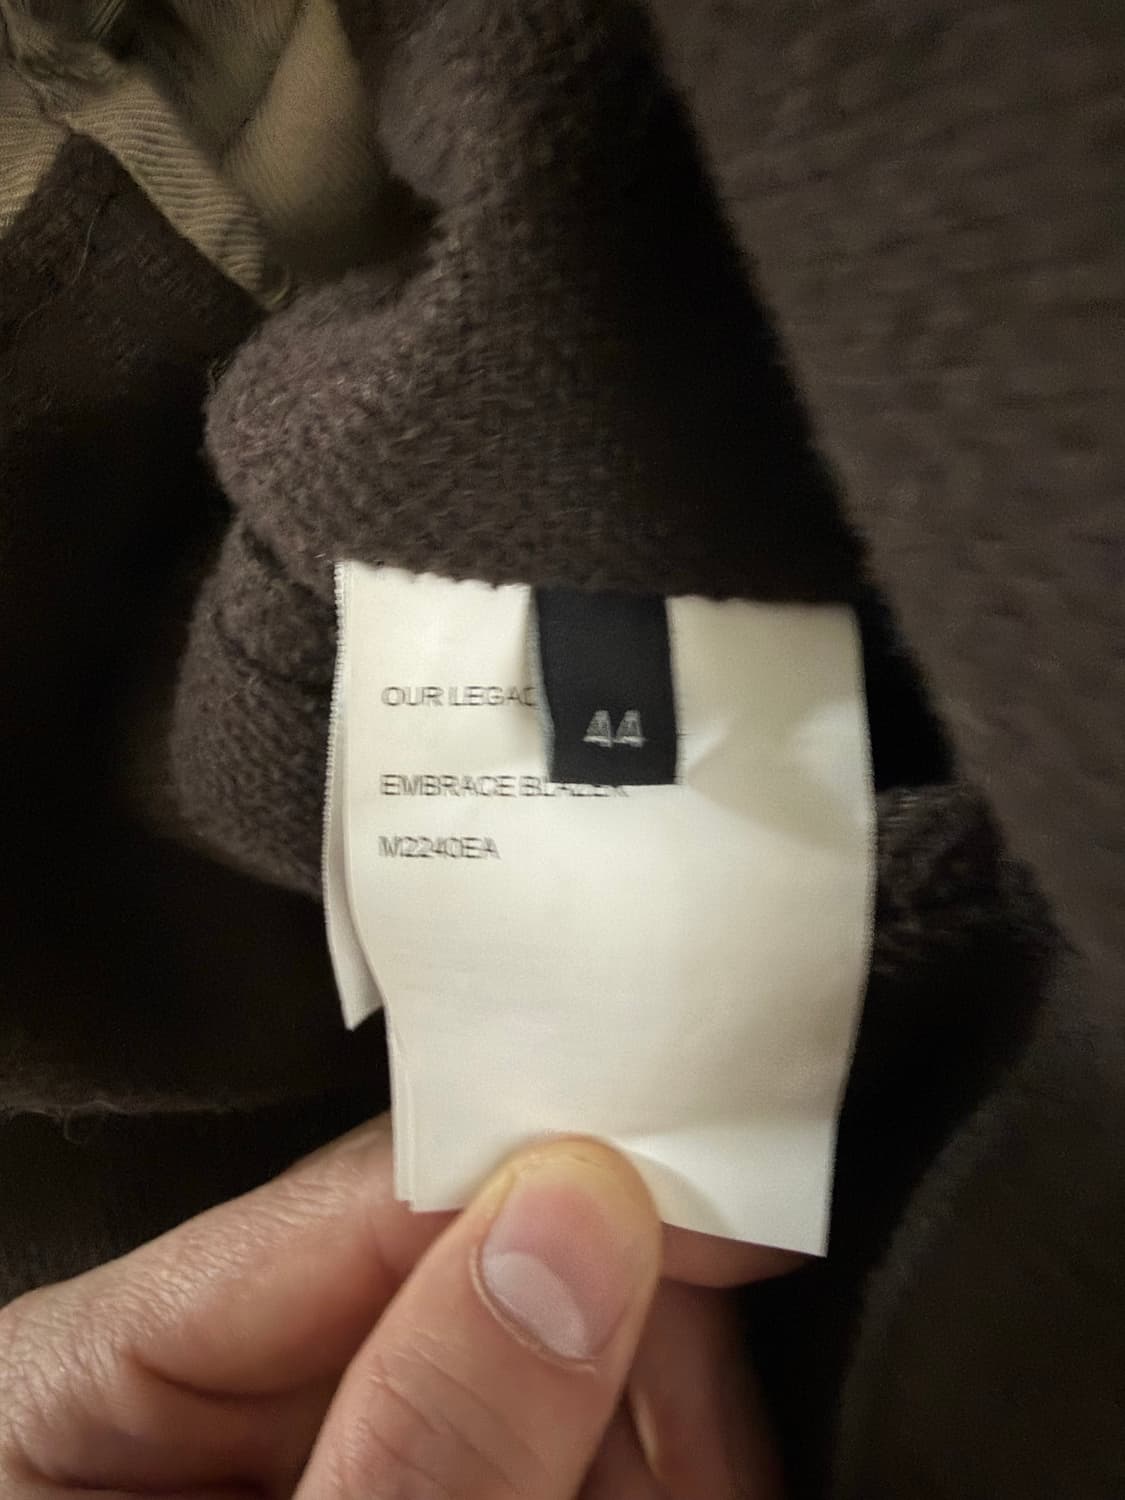 OUR LEGAC
44
EMBRACE BLAZER
M2240EA